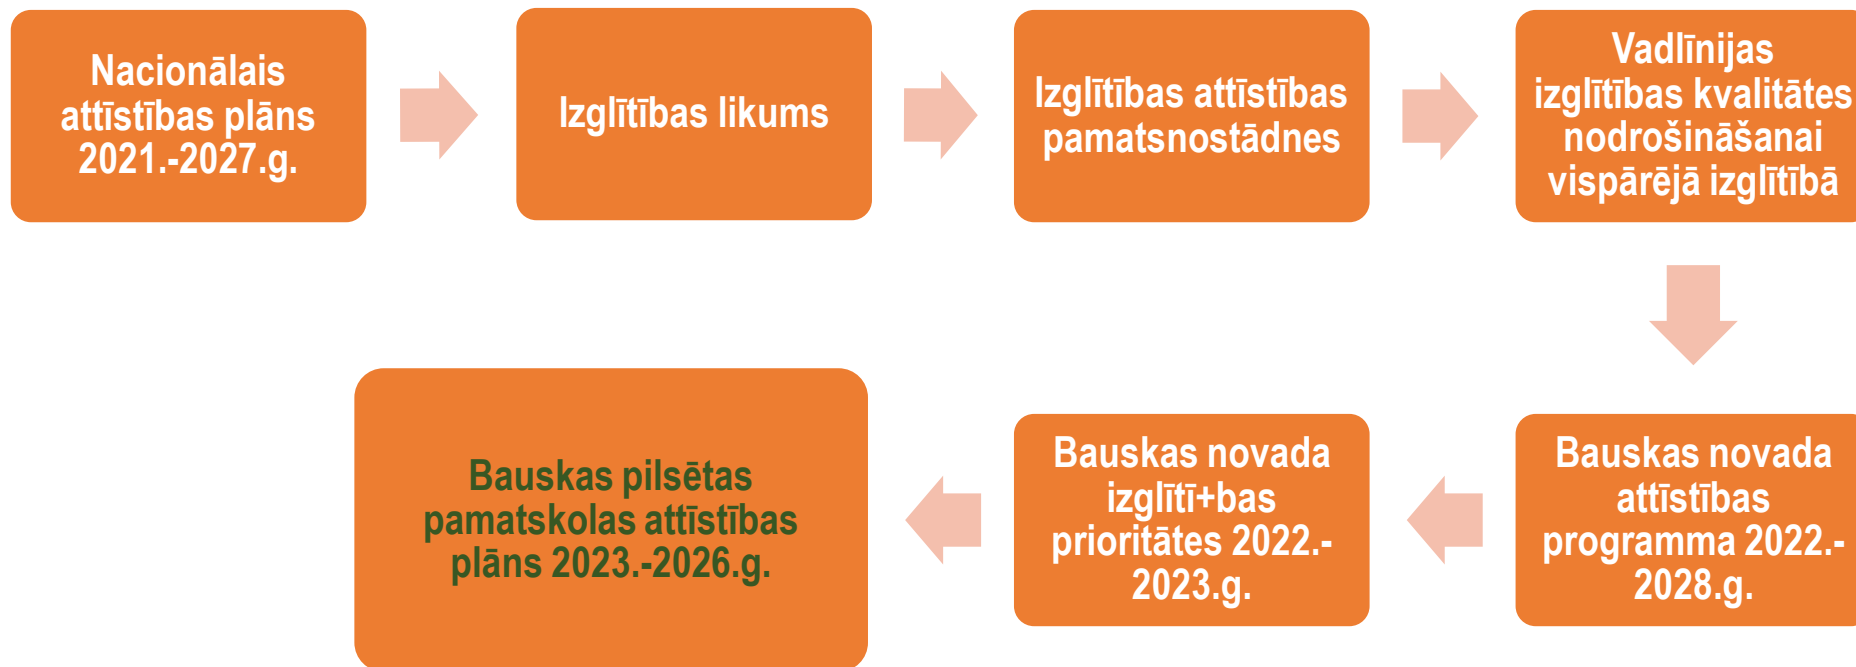 Nacionālais
attīstības plāns
2021.-2027.g.
Izglītības likums
Izglītības attīstības
pamatsnostādnes
Vadlīnijas
izglītības kvalitātes
nodrošināšanai
vispārējā izglītībā
Bauskas novada
attīstības
programma 2022.-
2028.g.
Bauskas novada
izglītī+bas
prioritātes 2022.-
2023.g.
Bauskas pilsētas
pamatskolas attīstības
plāns 2023.-2026.g.